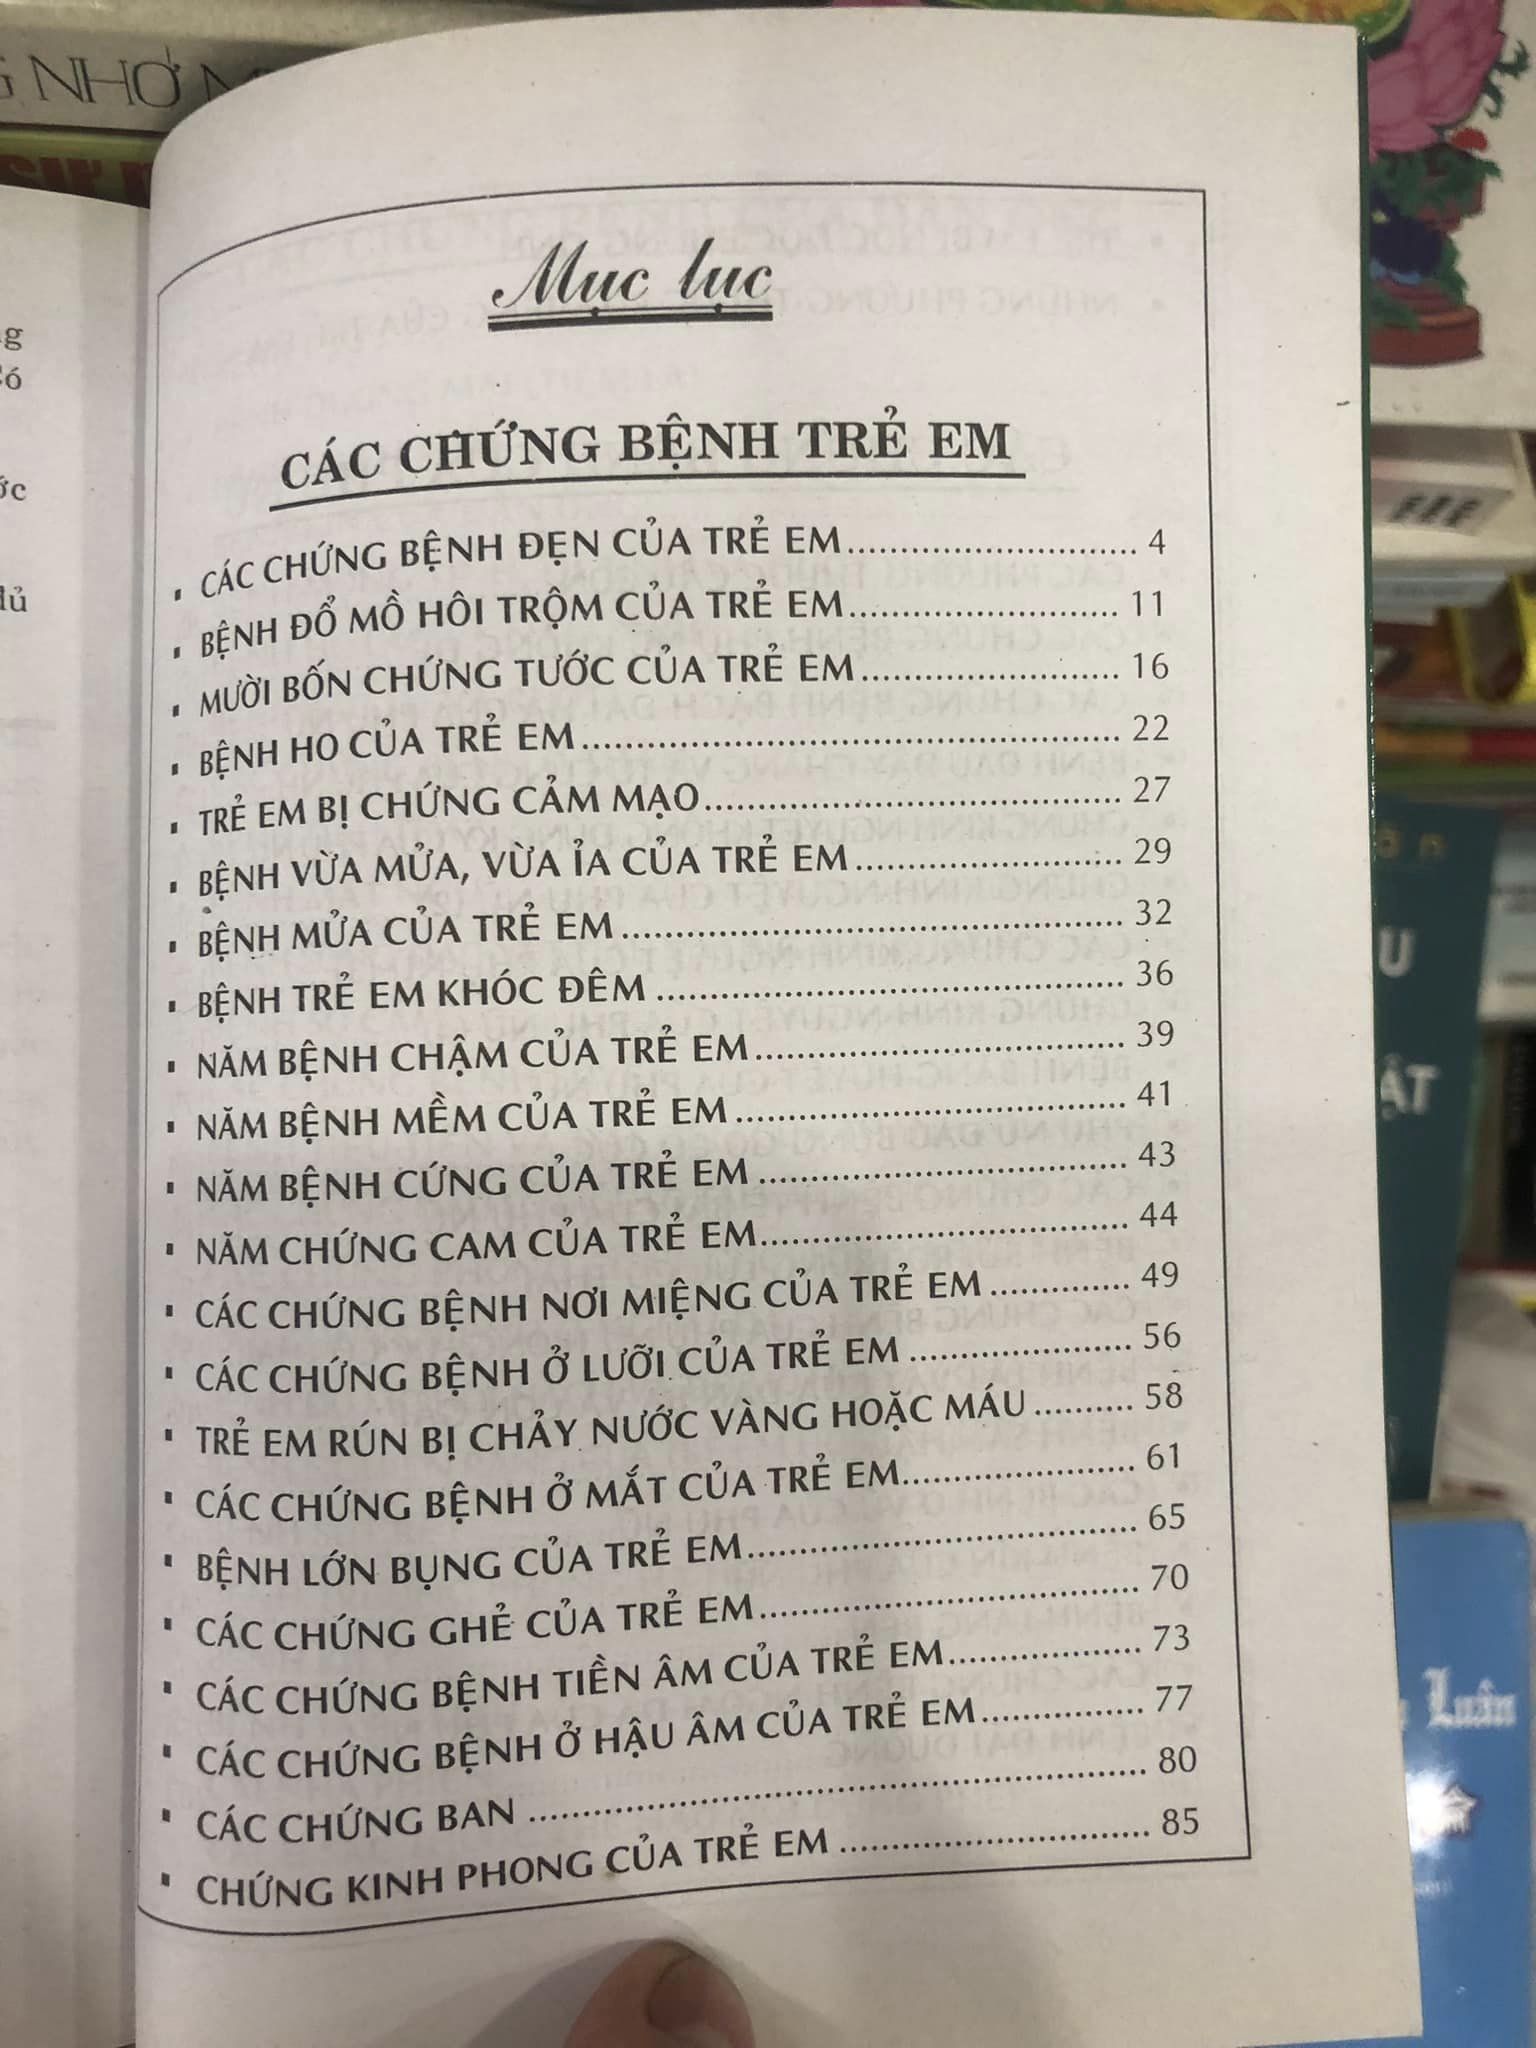 G NHỚ
ng
Có
ớc
đủ
Mục lục
CÁC CHỨNG BỆNH TRẺ EM
▪ CÁC CHỨNG BỆNH ĐẸN CỦA TRẺ EM........................... 4
▪ BỆNH ĐỔ MỒ HÔI TRỘM CỦA TRẺ EM......................... 11
▪ MƯỜI BỐN CHỨNG TƯỚC CỦA TRẺ EM........................ 16
▪ BỆNH HO CỦA TRẺ EM.................................................. 22
▪ TRẺ EM BỊ CHỨNG CẢM MẠO...................................... 27
▪ BỆNH VỪA MỬA, VỪA ỈA CỦA TRẺ EM......................... 29
▪ BỆNH MỬA CỦA TRẺ EM............................................... 32
▪ BỆNH TRẺ EM KHÓC ĐÊM ........................................... 36
▪ NĂM BỆNH CHẬM CỦA TRẺ EM.................................. 39
▪ NĂM BỆNH MỀM CỦA TRẺ EM .................................... 41
▪ NĂM BỆNH CỨNG CỦA TRẺ EM .................................. 43
▪ NĂM CHỨNG CAM CỦA TRẺ EM.................................. 44
▪ CÁC CHỨNG BỆNH NƠI MIỆNG CỦA TRẺ EM ............. 49
▪ CÁC CHỨNG BỆNH Ở LƯỠI CỦA TRẺ EM .................... 56
▪ TRẺ EM RÚN BỊ CHẢY NƯỚC VÀNG HOẶC MÁU.......... 58
▪ CÁC CHỨNG BỆNH Ở MẮT CỦA TRẺ EM...................... 61
▪ BỆNH LỚN BỤNG CỦA TRẺ EM..................................... 65
▪ CÁC CHỨNG GHẺ CỦA TRẺ EM.................................... 70
▪ CÁC CHỨNG BỆNH TIỀN ÂM CỦA TRẺ EM.................. 73
▪ CÁC CHỨNG BỆNH Ở HẬU ÂM CỦA TRẺ EM............... 77
▪ CÁC CHỨNG BAN ......................................................... 80
▪ CHỨNG KINH PHONG CỦA TRẺ EM ............................ 85
U
ẬT
Luân